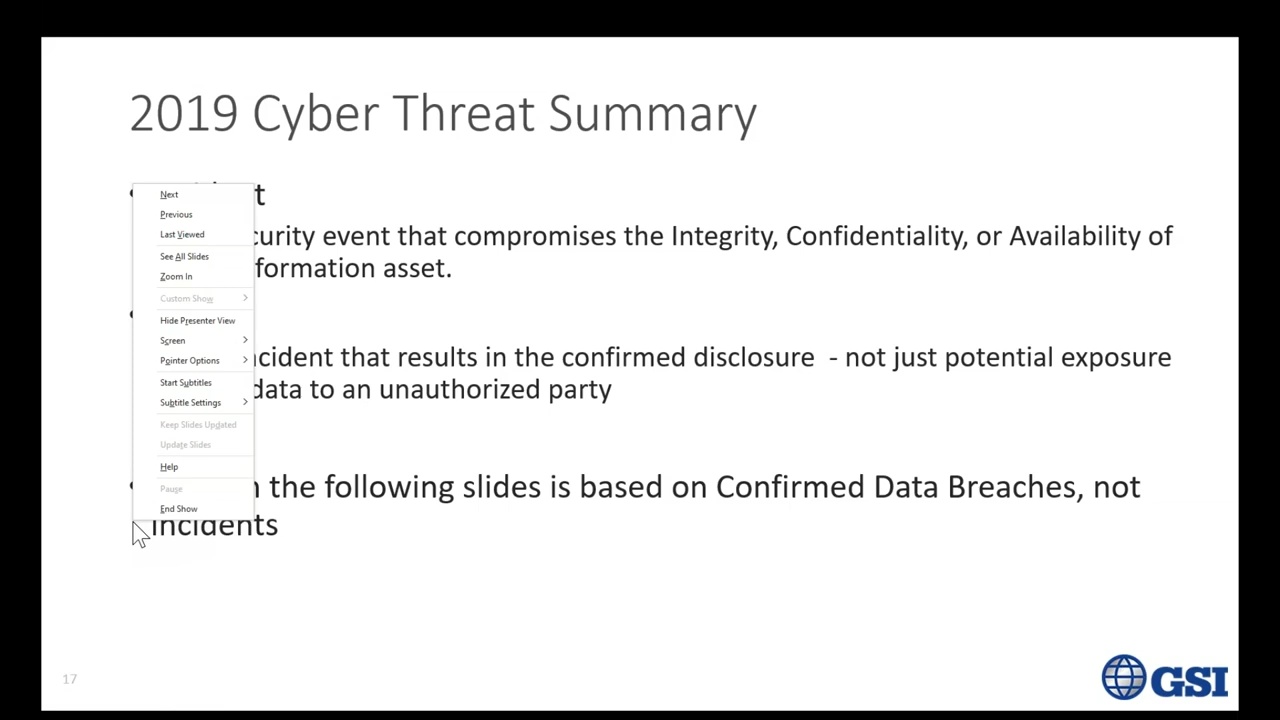 2019 Cyber Threat Summary
Next
Previous
Last Viewed
See All Slides
Zoom In
Custom Show
Hide Presenter View
Screen
Pointer Options
Start Subtitles
Subtitle Settings
Keep Slides Updated
Update Slides
Help
Pause
End Show
event that compromises the Integrity, Confidentiality, or Availability of
asset.
that results in the confirmed disclosure - not just potential exposure
data to an unauthorized party
the following slides is based on Confirmed Data Breaches, not
incidents
17
GSI